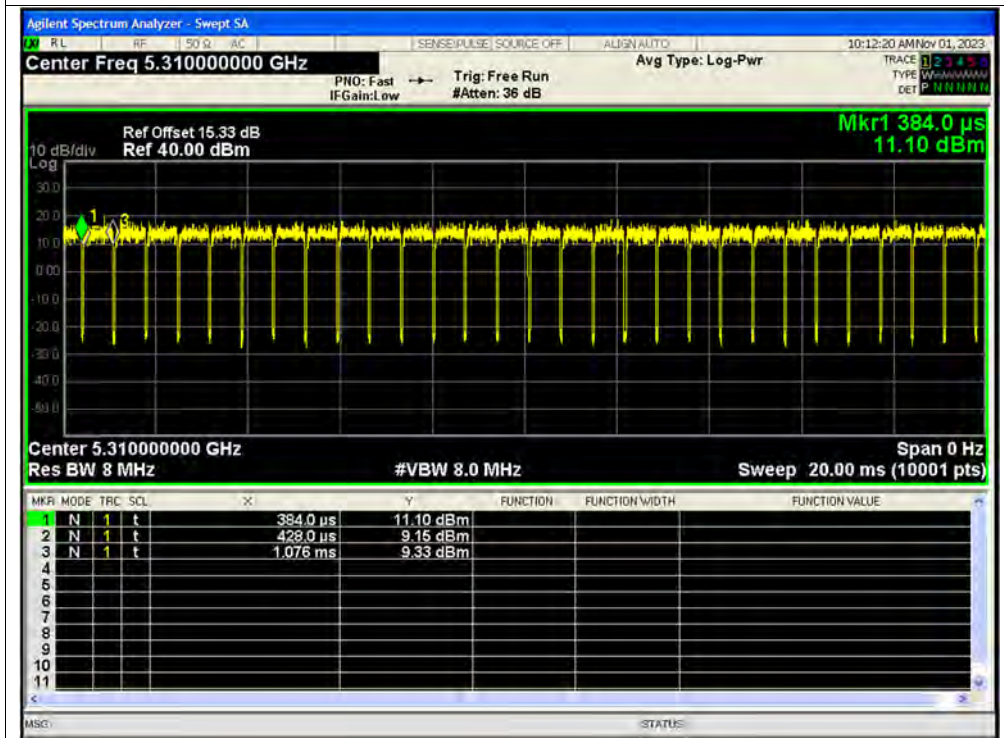 Agilent Spectrum Analyzer - Swept SA
RL RF 50 Ω AC SENSE:PULSE SOURCE OFF ALIGN AUTO 10:12:20 AM Nov 01, 2023
Center Freq 5.310000000 GHz Avg Type: Log-Pwr TRACE 1 2 3 4 5 6
PNO: Fast Trig: Free Run TYPE W
IFGain:Low #Atten: 36 dB DET P N N N N N
Mkr1 384.0 µs
11.10 dBm
Ref Offset 15.33 dB
10 dB/div Ref 40.00 dBm
Log
30.0
20.0
10.0
0.00
-10.0
-20.0
-30.0
-40.0
-50.0
1 3
Center 5.310000000 GHz Span 0 Hz
Res BW 8 MHz #VBW 8.0 MHz Sweep 20.00 ms (10001 pts)
MKR MODE TRC SCL X Y FUNCTION FUNCTION WIDTH FUNCTION VALUE
1 N 1 t 384.0 µs 11.10 dBm
2 N 1 t 428.0 µs 9.15 dBm
3 N 1 t 1.076 ms 9.33 dBm
4
5
6
7
8
9
10
11
MSG STATUS